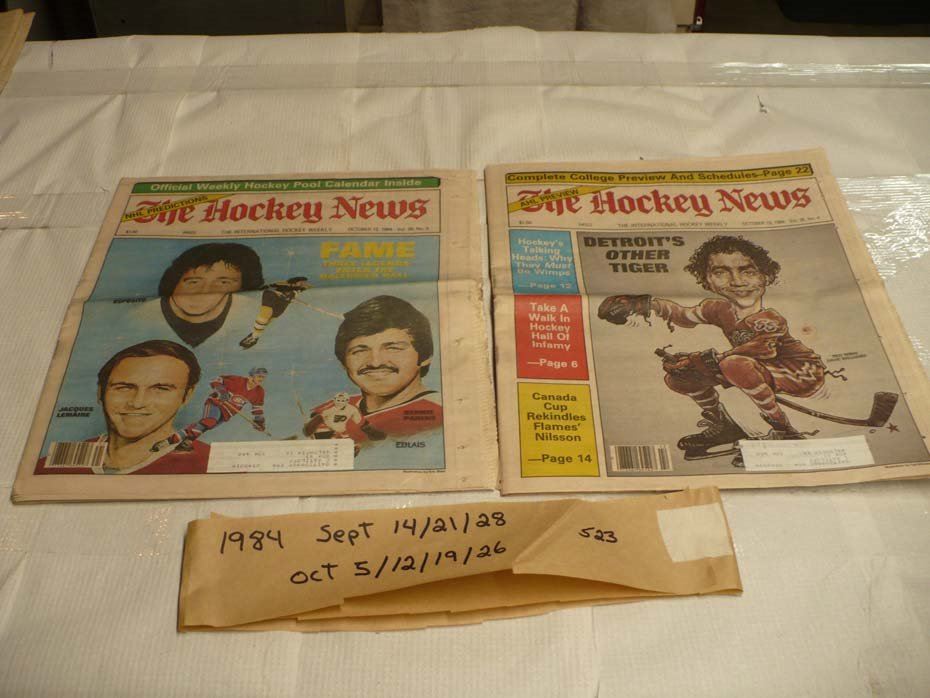 Official Weekly Hockey Pool Calendar Inside
NHL PREDICTIONS
The Hockey News
THE INTERNATIONAL HOCKEY WEEKLY
FAME
ESPOSITO
JACQUES
LEMAIRE
BERNIE
PARENT
Complete College Preview And Schedules—Page 22
AHL PREVIEW
The Hockey News
THE INTERNATIONAL HOCKEY WEEKLY
Hockey's
Talking
Heads: Why
They Must
Be Wimps
—Page 12
Take A
Walk In
Hockey
Hall Of
Infamy
—Page 6
Canada
Cup
Rekindles
Flames'
Nilsson
—Page 14
DETROIT'S
OTHER
TIGER
1984 Sept 14/21/28
oct 5/12/19/26
523